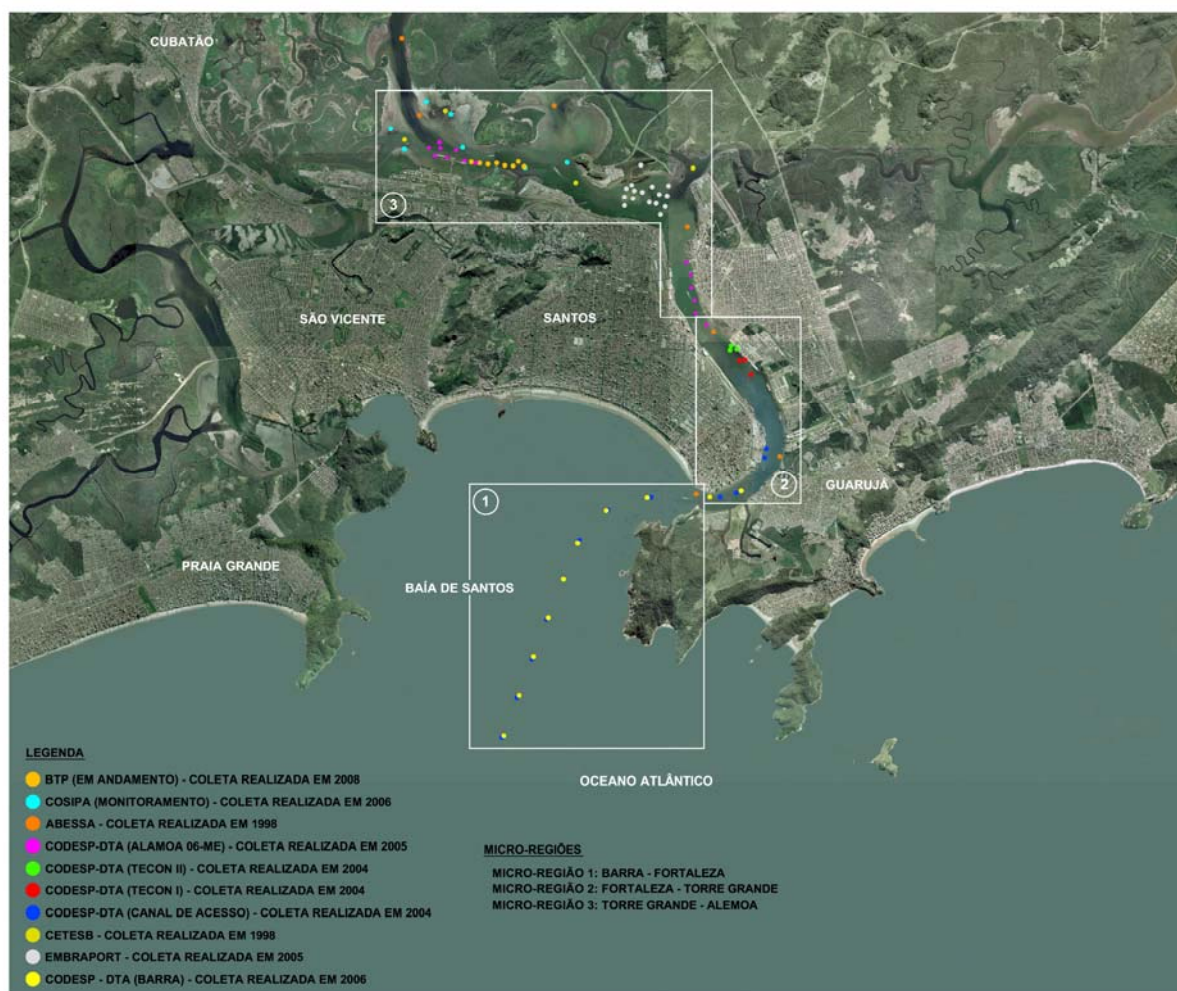 CUBATÃO
3
SÃO VICENTE
SANTOS
2
GUARUJÁ
1
PRAIA GRANDE
BAÍA DE SANTOS
OCEANO ATLÂNTICO
LEGENDA
BTP (EM ANDAMENTO) - COLETA REALIZADA EM 2008
COSIPA (MONITORAMENTO) - COLETA REALIZADA EM 2006
ABESSA - COLETA REALIZADA EM 1998
CODESP-DTA (ALAMOA 06-ME) - COLETA REALIZADA EM 2005
CODESP-DTA (TECON II) - COLETA REALIZADA EM 2004
CODESP-DTA (TECON I) - COLETA REALIZADA EM 2004
CODESP-DTA (CANAL DE ACESSO) - COLETA REALIZADA EM 2004
CETESB - COLETA REALIZADA EM 1998
EMBRAPORT - COLETA REALIZADA EM 2005
CODESP - DTA (BARRA) - COLETA REALIZADA EM 2006
MICRO-REGIÕES
MICRO-REGIÃO 1: BARRA - FORTALEZA
MICRO-REGIÃO 2: FORTALEZA - TORRE GRANDE
MICRO-REGIÃO 3: TORRE GRANDE - ALEMOA